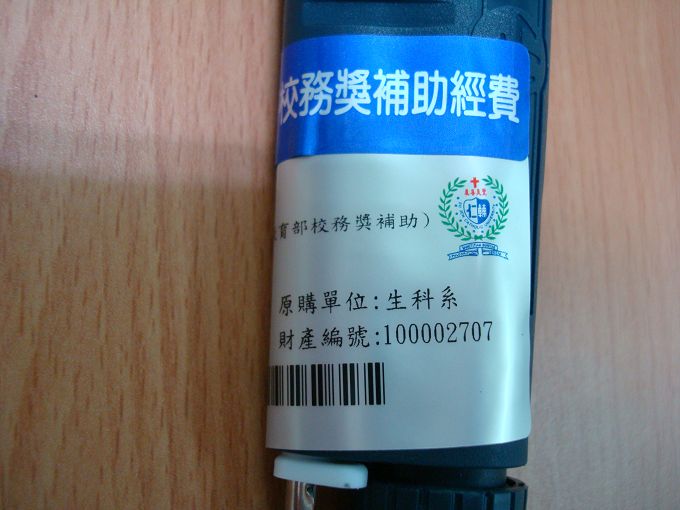 校務獎補助經費
育部校務獎補助)
仁
原購單位:生科系
財產編號:100002707